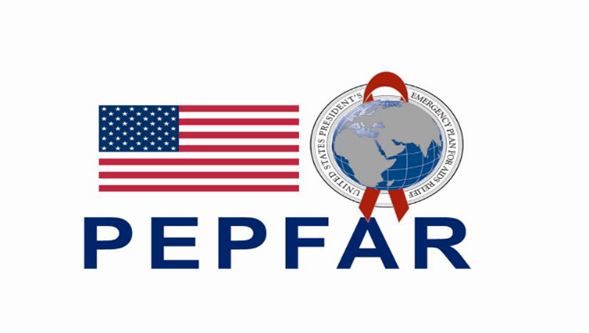 UNITED STATES PRESIDENT'S EMERGENCY PLAN FOR AIDS RELIEF
PEPFAR